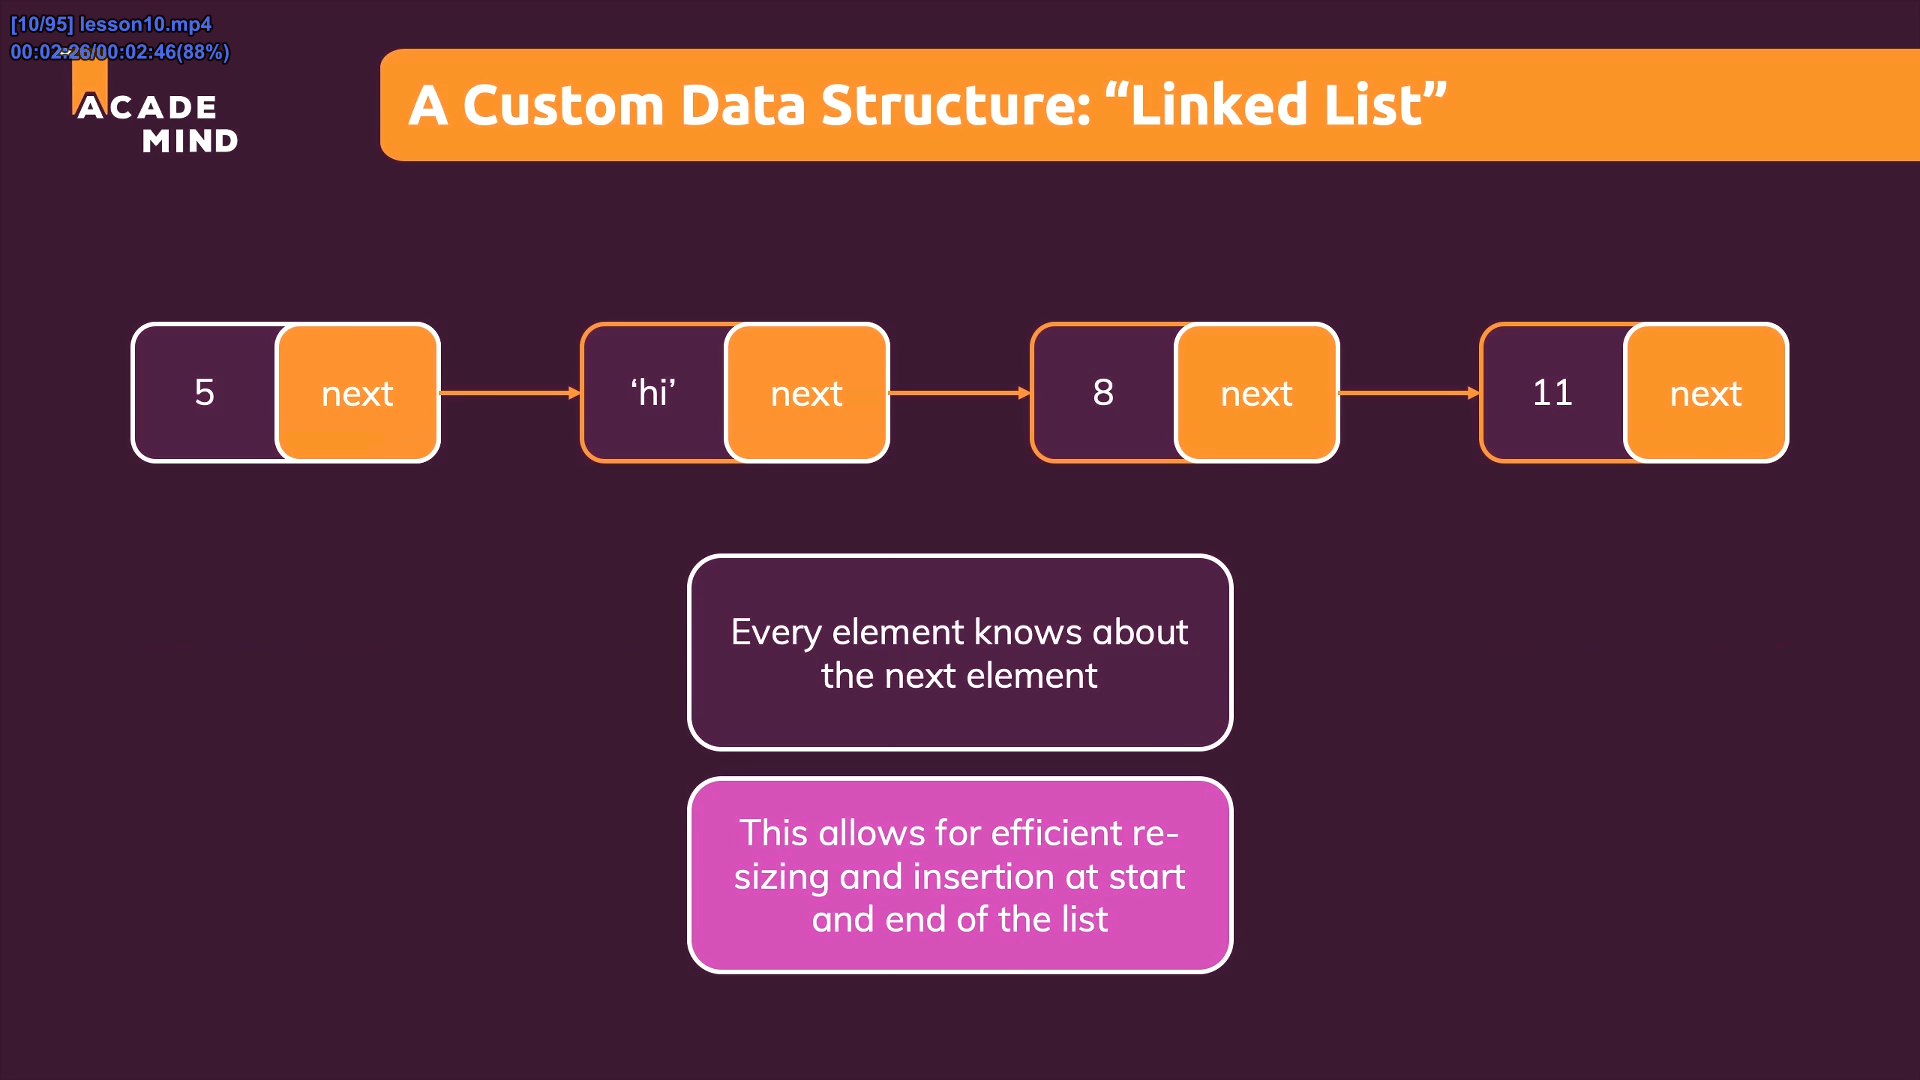 [10/95] lesson10.mp4
00:02:26/00:02:46(88%)
ACADE
MIND
A Custom Data Structure: “Linked List”
5 next ‘hi’ next 8 next 11 next
Every element knows about
the next element
This allows for efficient re-
sizing and insertion at start
and end of the list